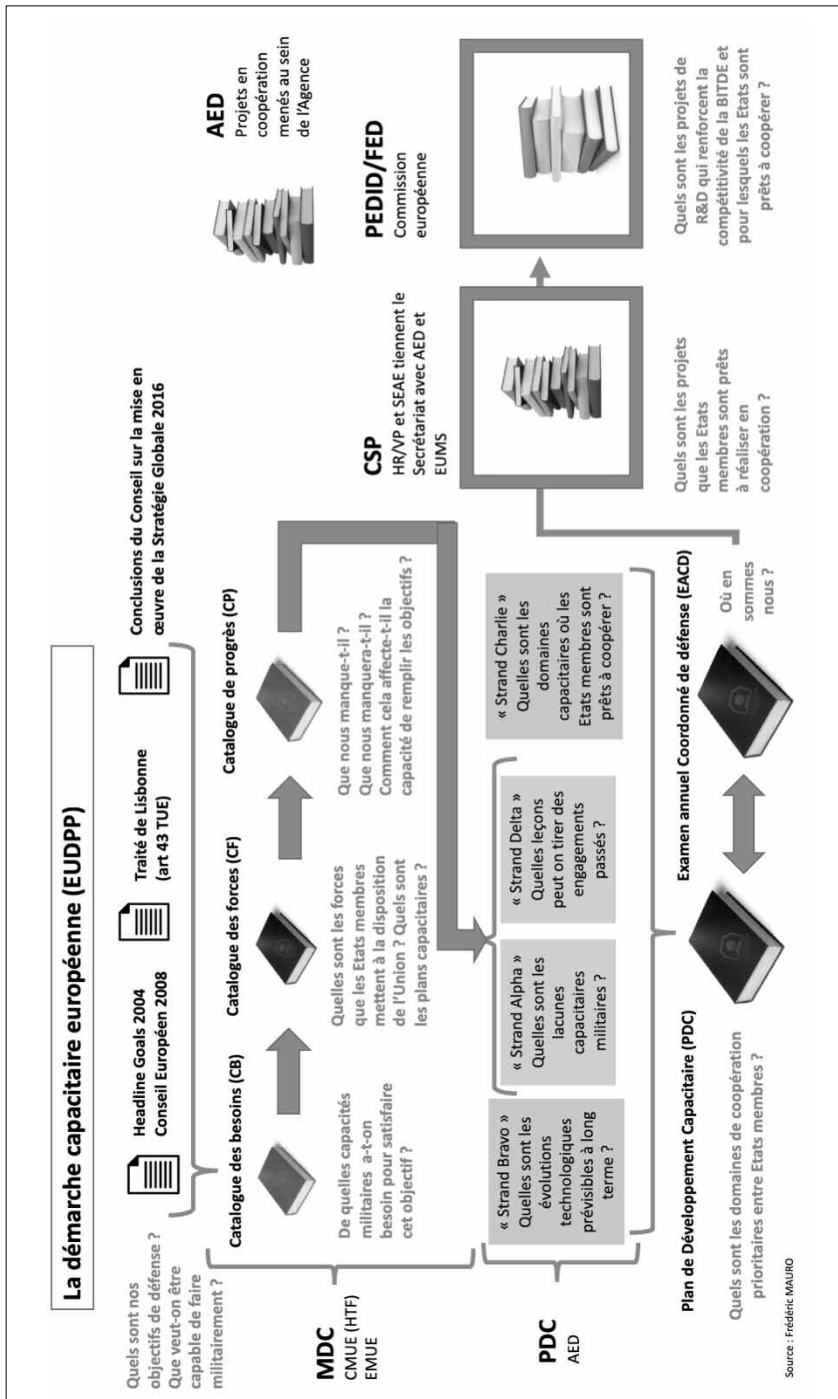 La démarche capacitaire européenne (EUDPP)
Quels sont nos
objectifs de défense ?
Que veut-on être
capable de faire
militairement ?
Headline Goals 2004
Conseil Européen 2008
Traité de Lisbonne
(art 43 TUE)
Conclusions du Conseil sur la mise en
œuvre de la Stratégie Globale 2016
AED
Projets en
coopération
menés au sein
de l'Agence
MDC
CMUE (HTF)
EMUE
Catalogue des besoins (CB)
De quelles capacités
militaires a-t-on
besoin pour satisfaire
cet objectif ?
Catalogue des forces (CF)
Quelles sont les forces
que les Etats membres
mettent à la disposition
de l'Union ? Quels sont
les plans capacitaires ?
Catalogue de progrès (CP)
Que nous manque-t-il ?
Que nous manquera-t-il ?
Comment cela affecte-t-il la
capacité de remplir les objectifs ?
CSP
HR/VP et SEAE tiennent le
Secrétariat avec AED et
EUMS
PEDID/FED
Commission
européenne
PDC
AED
« Strand Bravo »
Quelles sont les
évolutions
technologiques
prévisibles à long
terme ?
« Strand Alpha »
Quelles sont les
lacunes
capacitaires
militaires ?
« Strand Delta »
Quelles leçons
peut on tirer des
engagements
passés ?
« Strand Charlie »
Quelles sont les
domaines
capacitaires où les
Etats membres sont
prêts à coopérer ?
Quels sont les projets
que les Etats
membres sont prêts
à réaliser en
coopération ?
Quels sont les projets de
R&D qui renforcent la
compétitivité de la BITDE et
pour lesquels les Etats sont
prêts à coopérer ?
Plan de Développement Capacitaire (PDC)
Quels sont les domaines de coopération
prioritaires entre Etats membres ?
Examen annuel Coordonné de défense (EACD)
Où en
sommes
nous ?
Source : Frédéric MAURO